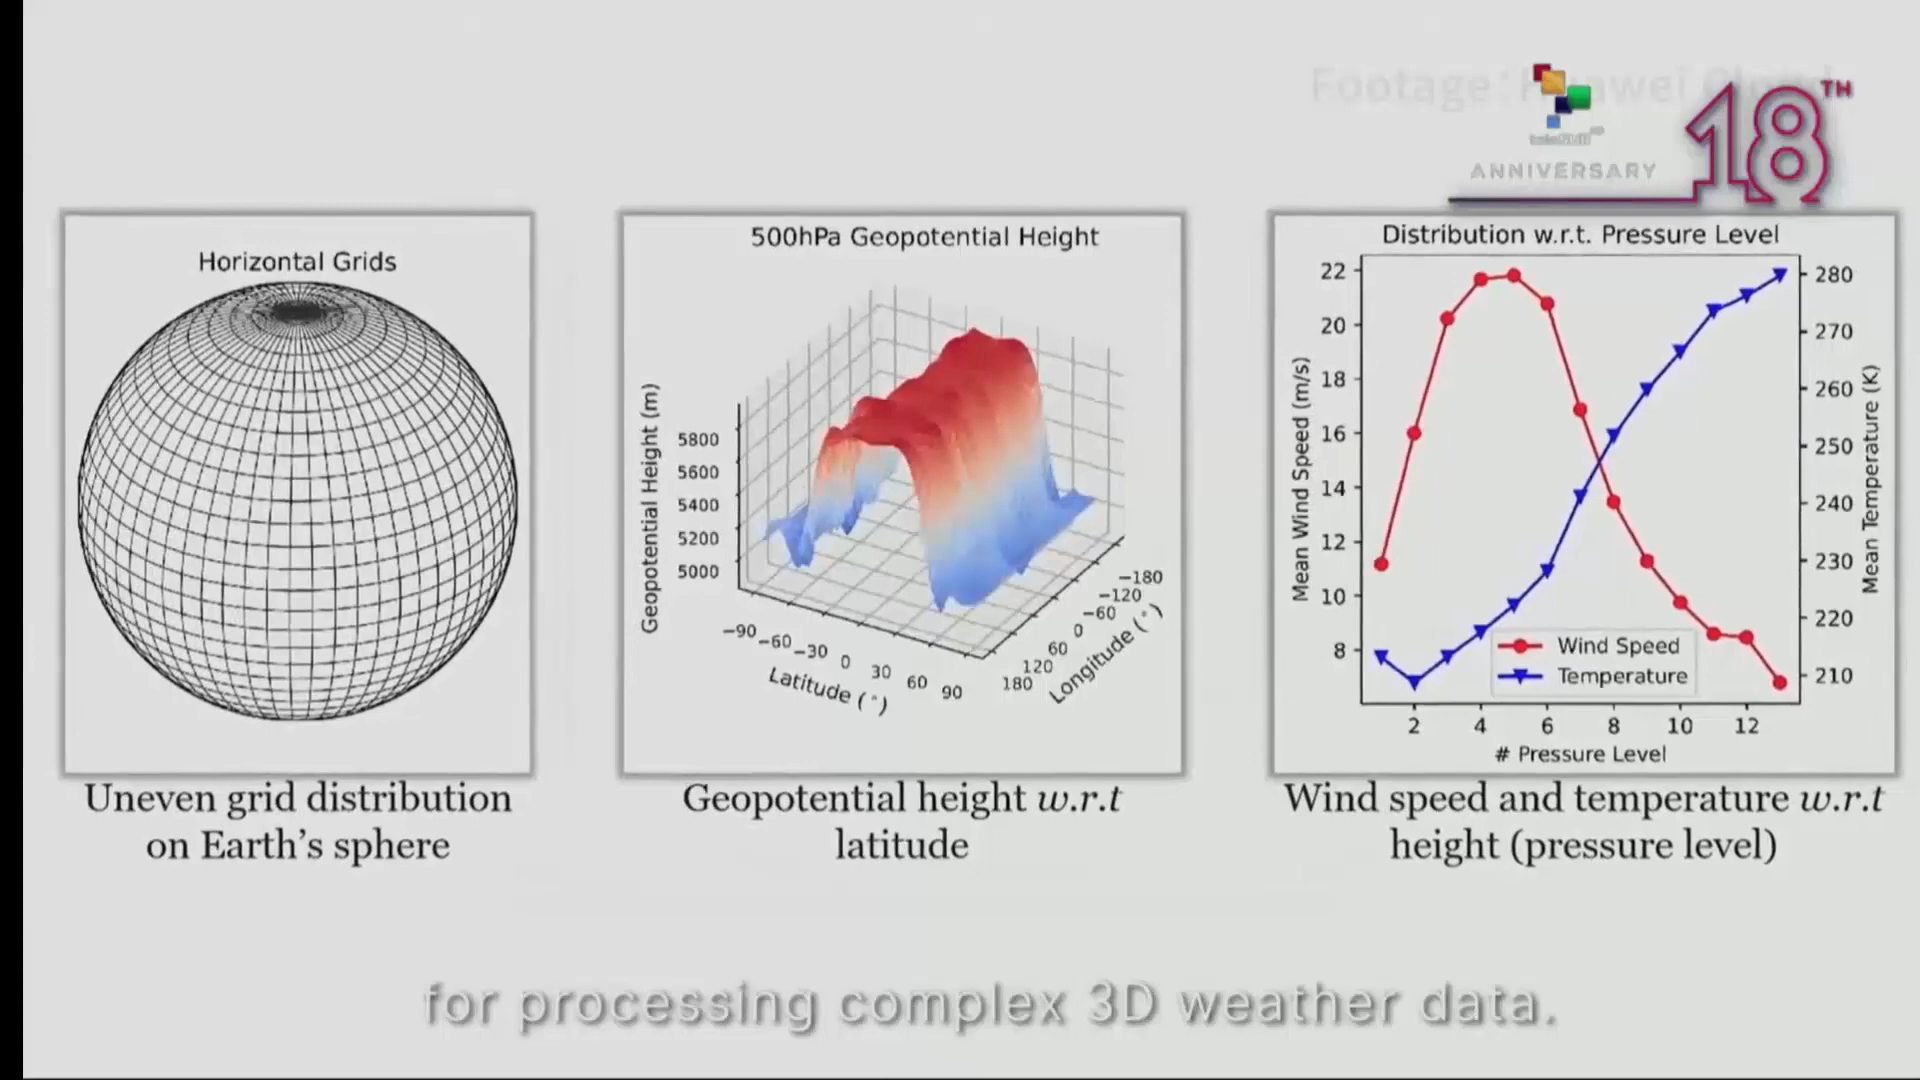 Footage: Huawei Cloud
ANNIVERSARY
18TH
Horizontal Grids
Uneven grid distribution
on Earth's sphere
500hPa Geopotential Height
Geopotential Height (m)
5800
5600
5400
5200
5000
−90
−60
−30
0
30
60
90
Latitude (°)
−180
−120
−60
0
60
120
180
Longitude (°)
Geopotential height w.r.t
latitude
Distribution w.r.t. Pressure Level
Mean Wind Speed (m/s)
22
20
18
16
14
12
10
8
280
270
260
250
240
230
220
210
Mean Temperature (K)
Wind Speed
Temperature
2 4 6 8 10 12
# Pressure Level
Wind speed and temperature w.r.t
height (pressure level)
for processing complex 3D weather data.